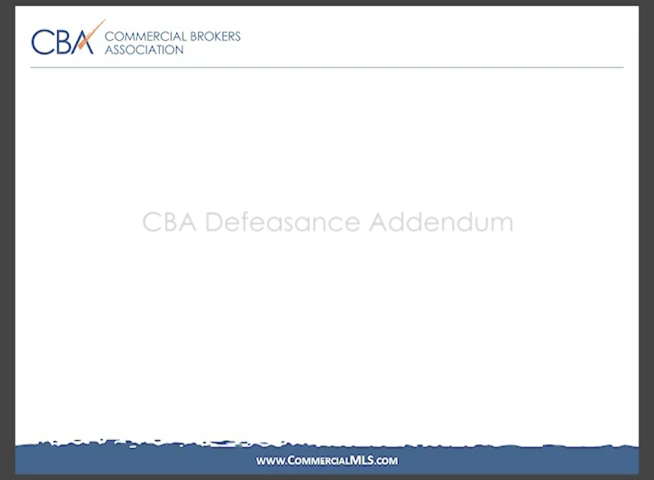 CBA
COMMERCIAL BROKERS
ASSOCIATION
CBA Defeasance Addendum
www.CommercialMLS.com